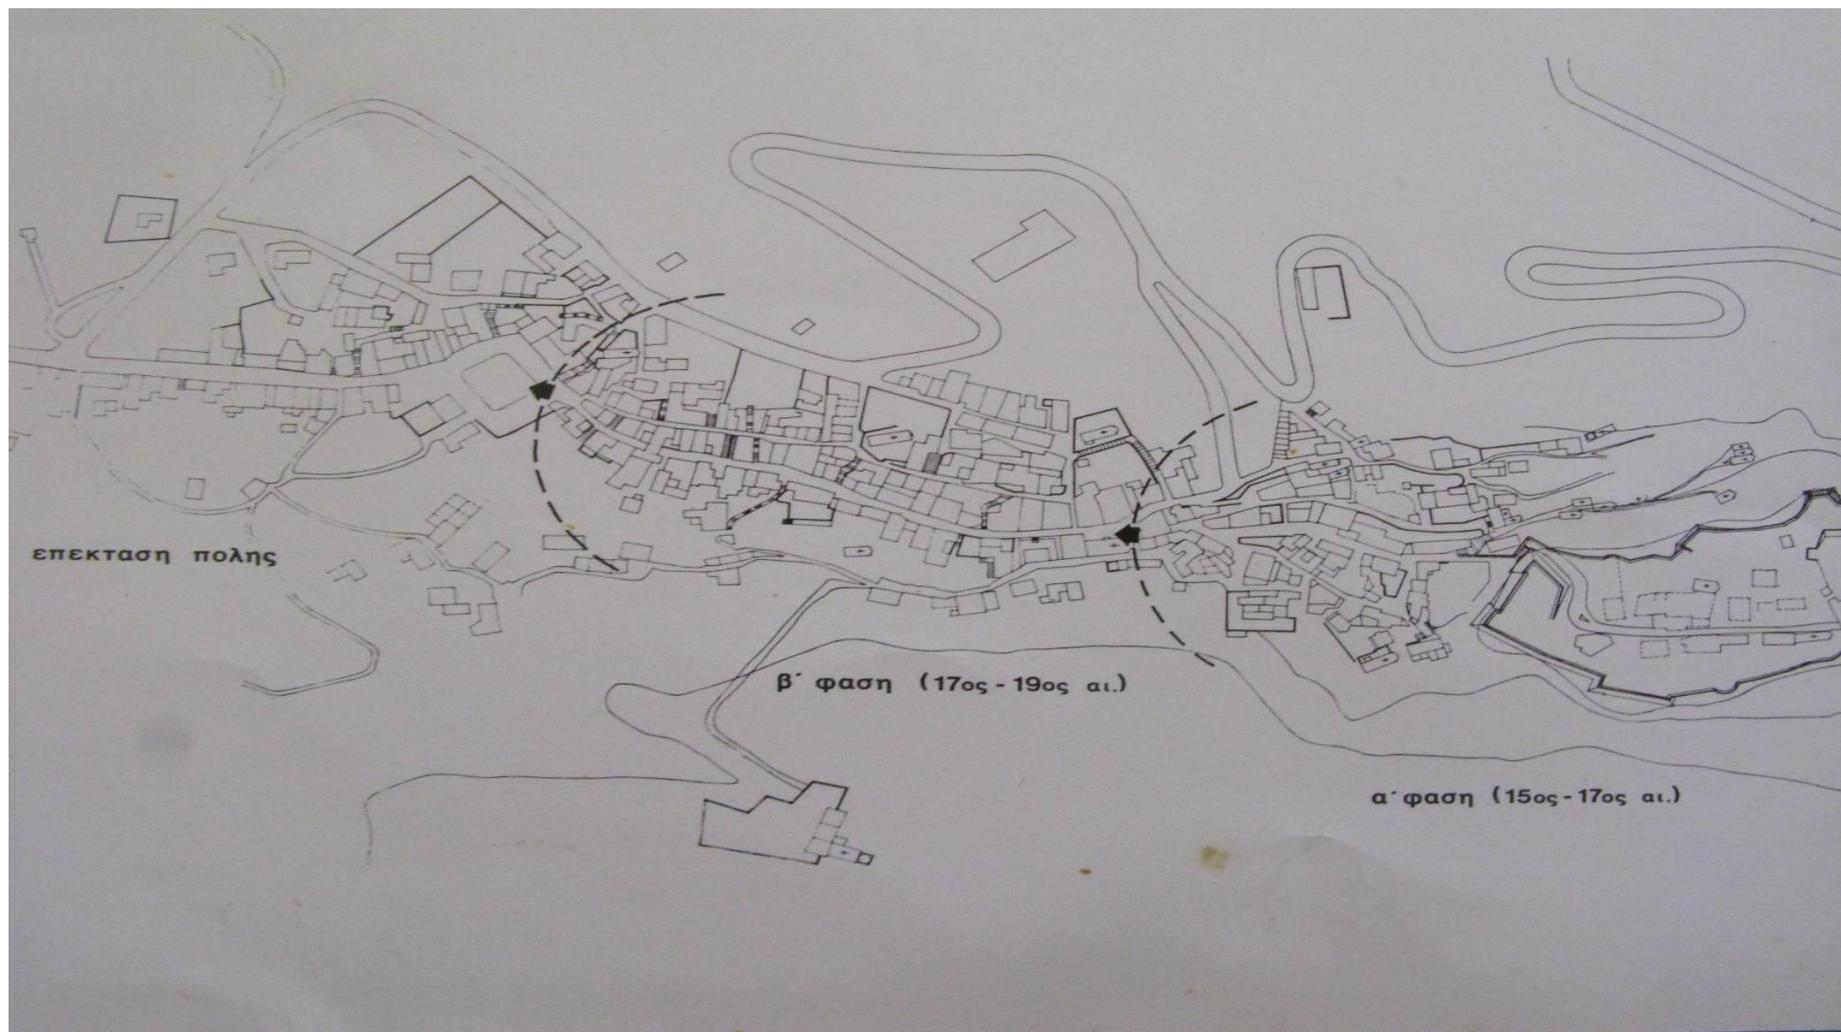 επεκταση πολης
β΄ φαση (17ος - 19ος αι.)
α΄ φαση (15ος - 17ος αι.)